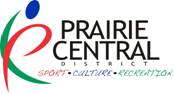 PRAIRIE
CENTRAL
DISTRICT
SPORT • CULTURE • RECREATION